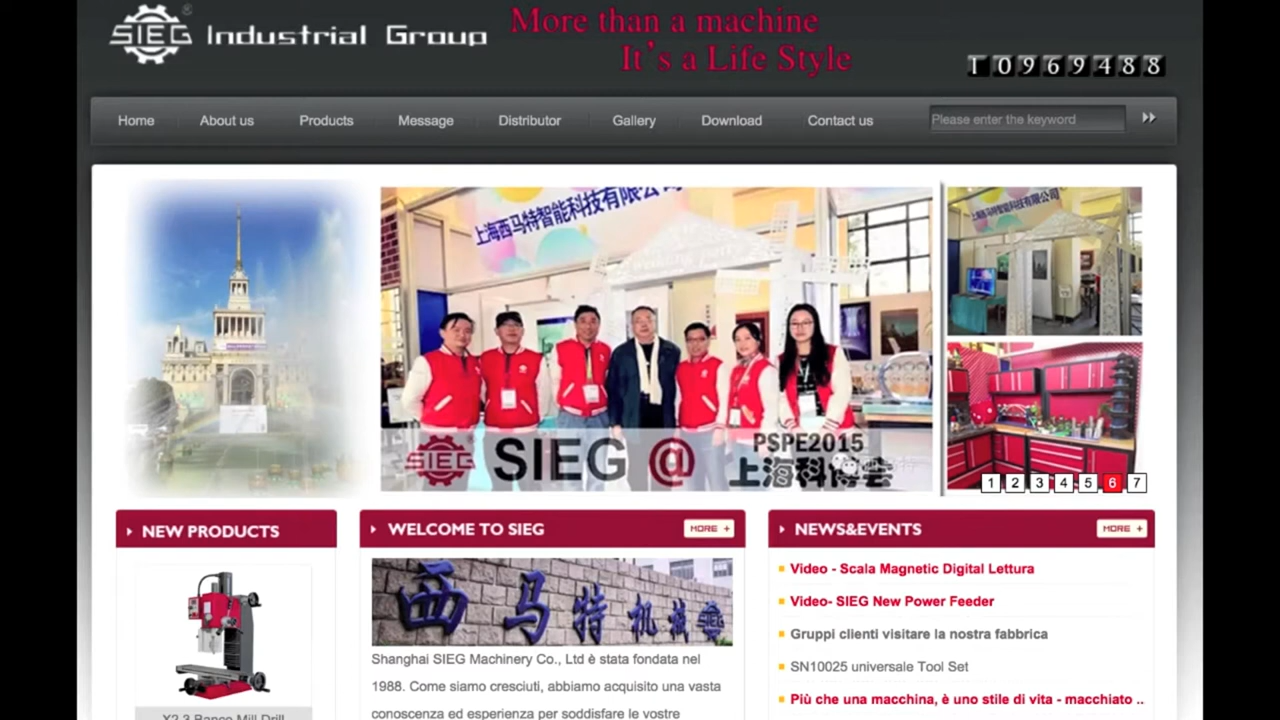 SIEG Industrial Group
More than a machine
It's a Life Style
10969488
Home About us Products Message Distributor Gallery Download Contact us
Please enter the keyword
上海西马特智能科技有限公司
SIEG SIEG @ PSPE2015
上海科博会
1 2 3 4 5 6 7
NEW PRODUCTS
WELCOME TO SIEG
MORE +
NEWS&EVENTS
MORE +
西马特机械
Shanghai SIEG Machinery Co., Ltd è stata fondata nel
1988. Come siamo cresciuti, abbiamo acquisito una vasta
conoscenza ed esperienza per soddisfare le vostre
Video - Scala Magnetic Digital Lettura
Video- SIEG New Power Feeder
Gruppi clienti visitare la nostra fabbrica
SN10025 universale Tool Set
Più che una macchina, è uno stile di vita - macchiato ..
X2.3 Banco Mill Drill